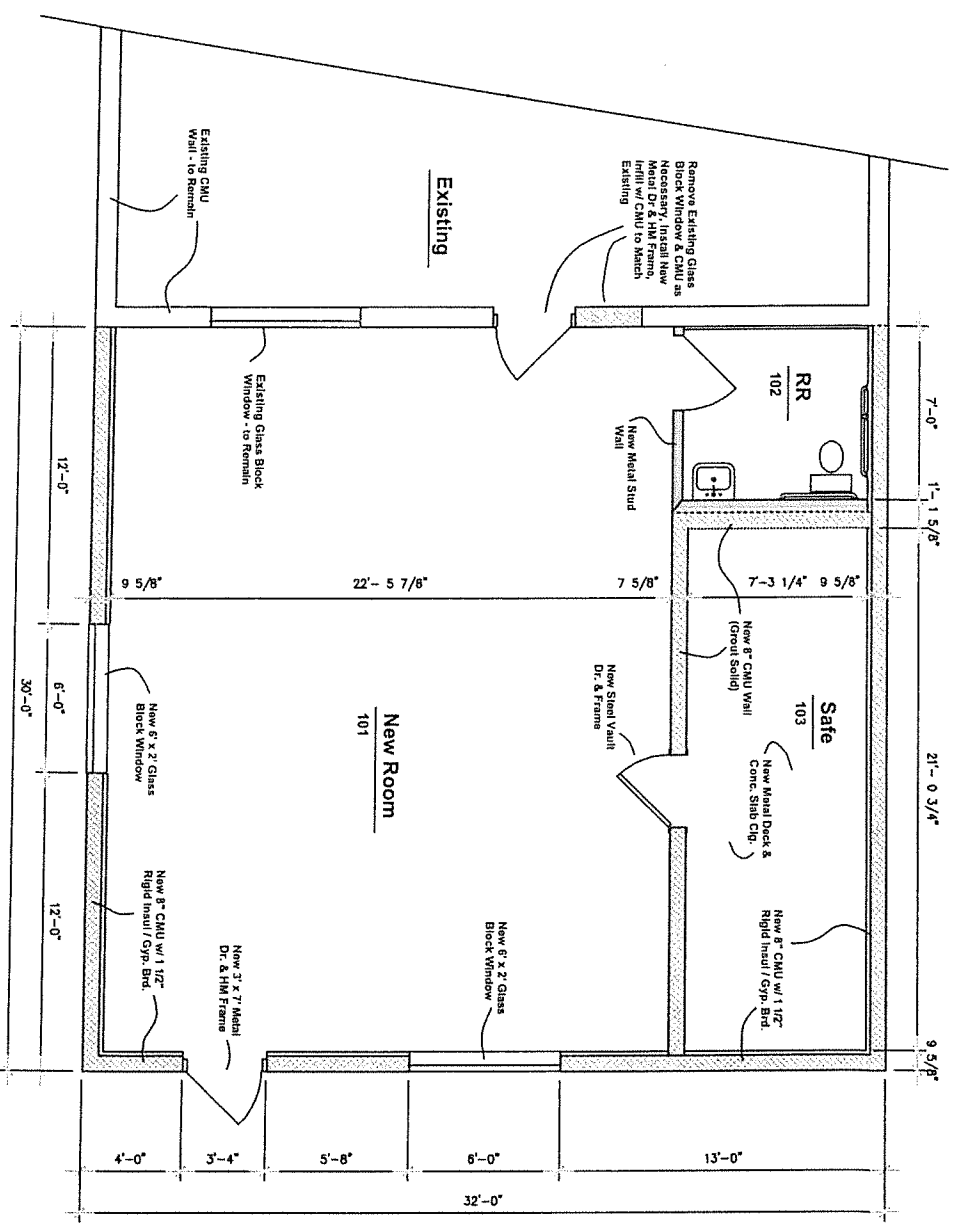 Existing CMU
Wall - to Remain
Existing
Remove Existing Glass
Block Window & CMU as
Necessary, Install New
Metal Dr & HM Frame,
Infill w/ CMU to Match
Existing
Existing Glass Block
Window - to Remain
New Metal Stud
Wall
RR
102
7'-0"
1'- 1 5/8"
12'-0"
9 5/8"
22'- 5 7/8"
7 5/8"
7'-3 1/4"
9 5/8"
New 8" CMU Wall
(Grout Solid)
Safe
103
New Steel Vault
Dr. & Frame
New Metal Deck &
Conc. Slab Clg.
21'- 0 3/4"
30'-0"
6'-0"
New 6' x 2' Glass
Block Window
New Room
101
12'-0"
New 8" CMU w/ 1 1/2"
Rigid Insul / Gyp. Brd.
New 3' x 7' Metal
Dr. & HM Frame
New 6' x 2' Glass
Block Window
New 8" CMU w/ 1 1/2"
Rigid Insul / Gyp. Brd.
9 5/8"
4'-0"
3'-4"
5'-8"
6'-0"
13'-0"
32'-0"